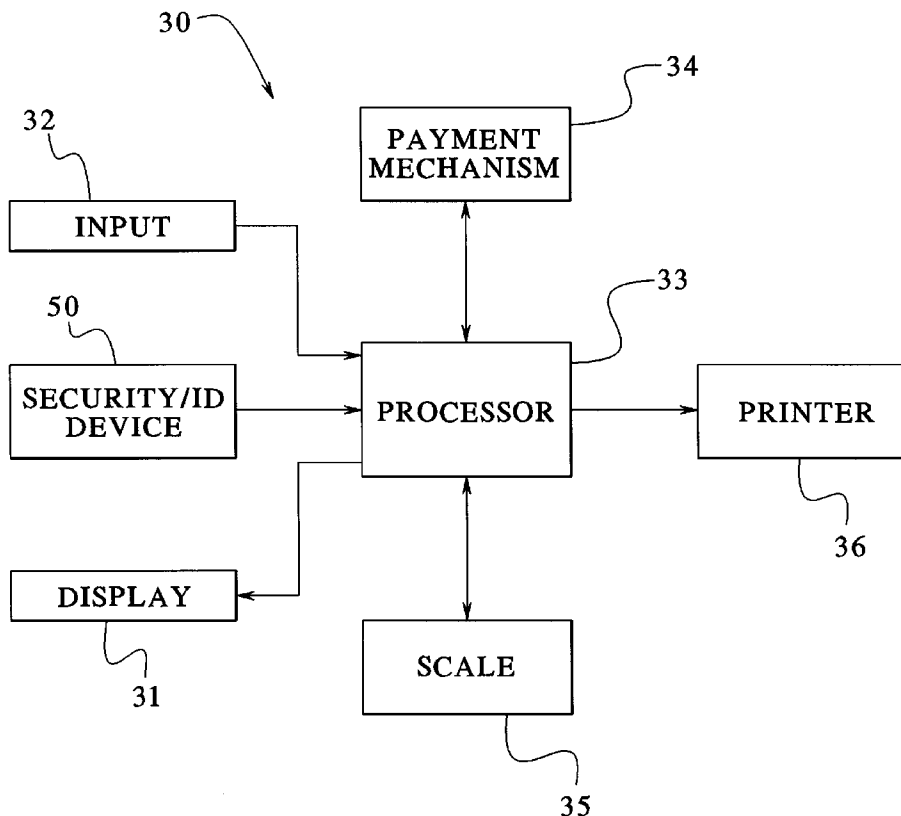 30
34
PAYMENT
MECHANISM
32
INPUT
33
50
SECURITY/ID
DEVICE
PROCESSOR
PRINTER
36
DISPLAY
31
SCALE
35